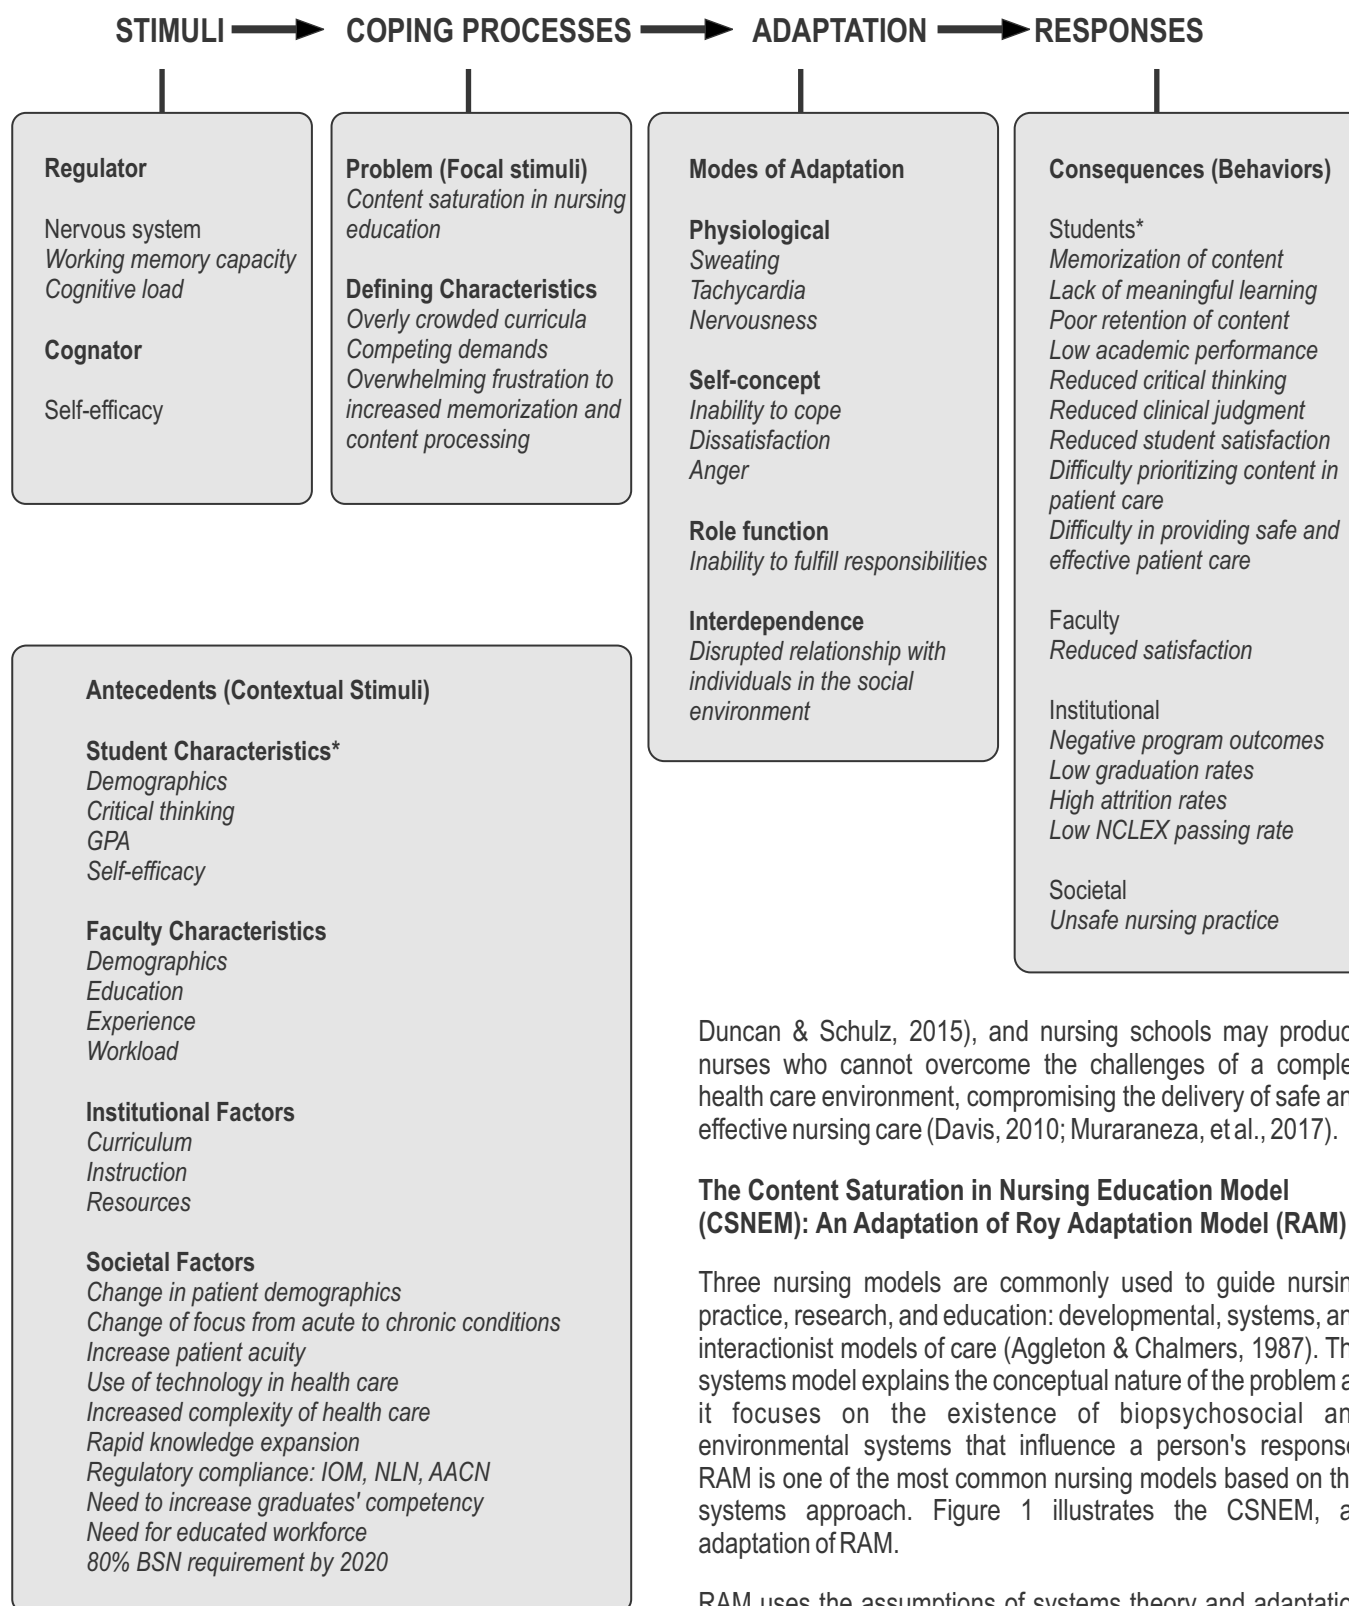 STIMULI COPING PROCESSES ADAPTATION RESPONSES
Regulator
Nervous system
Working memory capacity
Cognitive load
Cognator
Self-efficacy
Problem (Focal stimuli)
Content saturation in nursing
education
Defining Characteristics
Overly crowded curricula
Competing demands
Overwhelming frustration to
increased memorization and
content processing
Modes of Adaptation
Physiological
Sweating
Tachycardia
Nervousness
Self-concept
Inability to cope
Dissatisfaction
Anger
Role function
Inability to fulfill responsibilities
Interdependence
Disrupted relationship with
individuals in the social
environment
Consequences (Behaviors)
Students*
Memorization of content
Lack of meaningful learning
Poor retention of content
Low academic performance
Reduced critical thinking
Reduced clinical judgment
Reduced student satisfaction
Difficulty prioritizing content in
patient care
Difficulty in providing safe and
effective patient care
Faculty
Reduced satisfaction
Institutional
Negative program outcomes
Low graduation rates
High attrition rates
Low NCLEX passing rate
Societal
Unsafe nursing practice
Antecedents (Contextual Stimuli)
Student Characteristics*
Demographics
Critical thinking
GPA
Self-efficacy
Faculty Characteristics
Demographics
Education
Experience
Workload
Institutional Factors
Curriculum
Instruction
Resources
Societal Factors
Change in patient demographics
Change of focus from acute to chronic conditions
Increase patient acuity
Use of technology in health care
Increased complexity of health care
Rapid knowledge expansion
Regulatory compliance: IOM, NLN, AACN
Need to increase graduates' competency
Need for educated workforce
80% BSN requirement by 2020
Duncan & Schulz, 2015), and nursing schools may
nurses who cannot overcome the challenges of a
health care environment, compromising the delivery of safe
effective nursing care (Davis, 2010; Muraraneza, et al., 2017).
The Content Saturation in Nursing Education Model
(CSNEM): An Adaptation of Roy Adaptation Model (RAM)
Three nursing models are commonly used to guide
practice, research, and education: developmental, systems,
interactionist models of care (Aggleton & Chalmers, 1987).
systems model explains the conceptual nature of the problem
it focuses on the existence of biopsychosocial
environmental systems that influence a person's
RAM is one of the most common nursing models based on
systems approach. Figure 1 illustrates the CSNEM,
adaptation of RAM.
RAM uses the assumptions of systems theory and